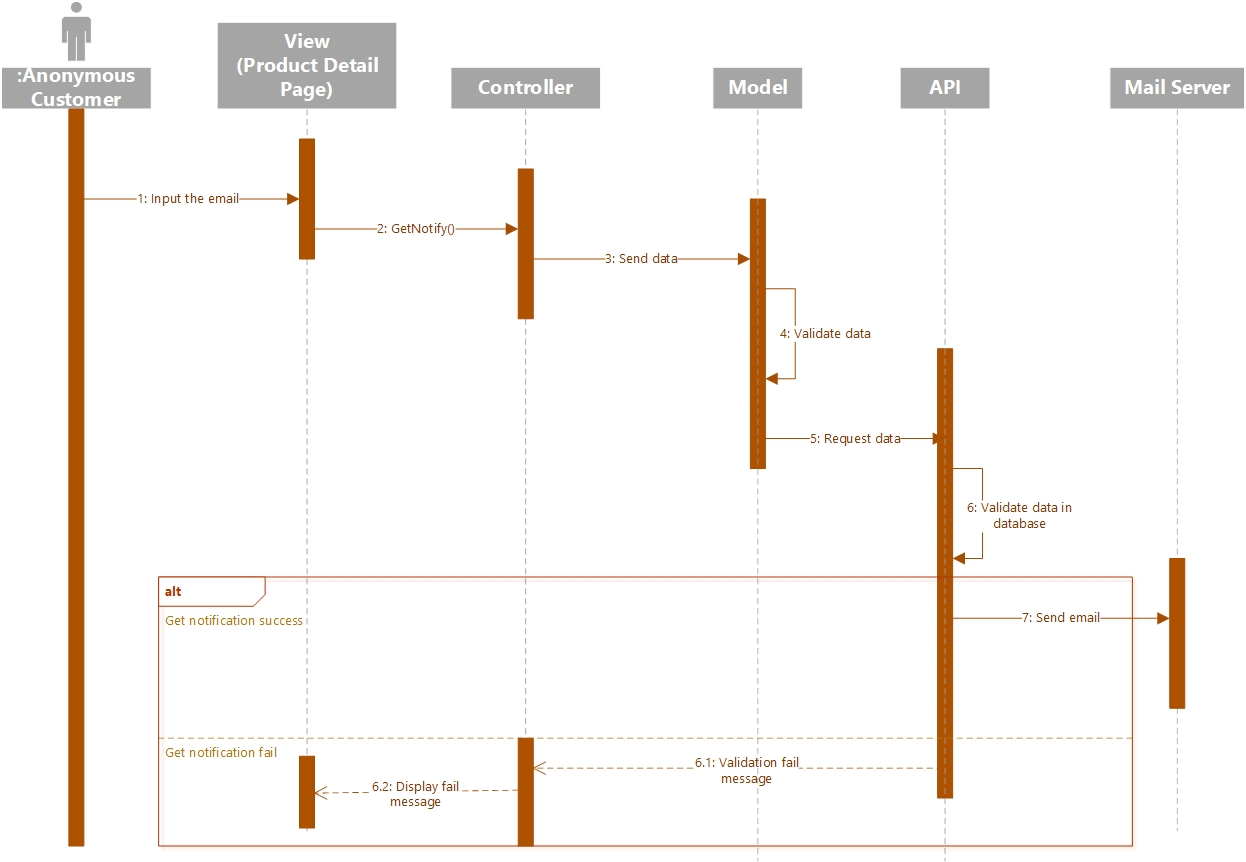 :Anonymous
Customer
View
(Product Detail
Page)
Controller
Model
API
Mail Server
1: Input the email
2: GetNotify()
3: Send data
4: Validate data
5: Request data
6: Validate data in
database
alt
Get notification success
7: Send email
Get notification fail
6.1: Validation fail
message
6.2: Display fail
message